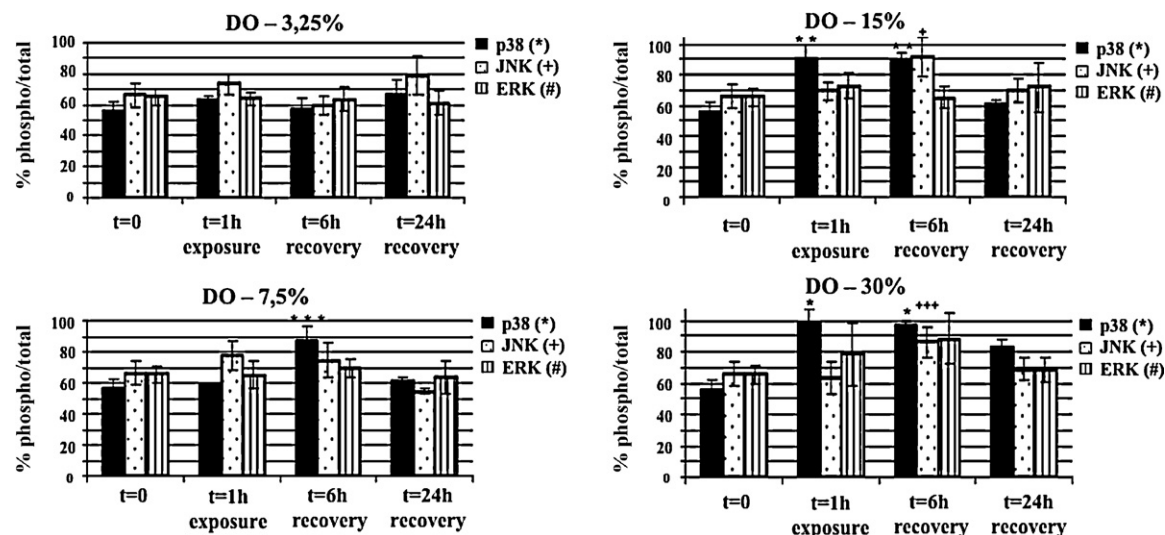 DO – 3,25%
% phospho/total
100
80
60
40
20
0
p38 (*)
JNK (+)
ERK (#)
t=0 t=1h t=6h t=24h
exposure recovery recovery
DO – 15%
% phospho/total
100
80
60
40
20
0
** ** +
p38 (*)
JNK (+)
ERK (#)
t=0 t=1h t=6h t=24h
exposure recovery recovery
DO – 7,5%
% phospho/total
100
80
60
40
20
0
***
p38 (*)
JNK (+)
ERK (#)
t=0 t=1h t=6h t=24h
exposure recovery recovery
DO – 30%
% phospho/total
100
80
60
40
20
0
* * +++
p38 (*)
JNK (+)
ERK (#)
t=0 t=1h t=6h t=24h
exposure recovery recovery